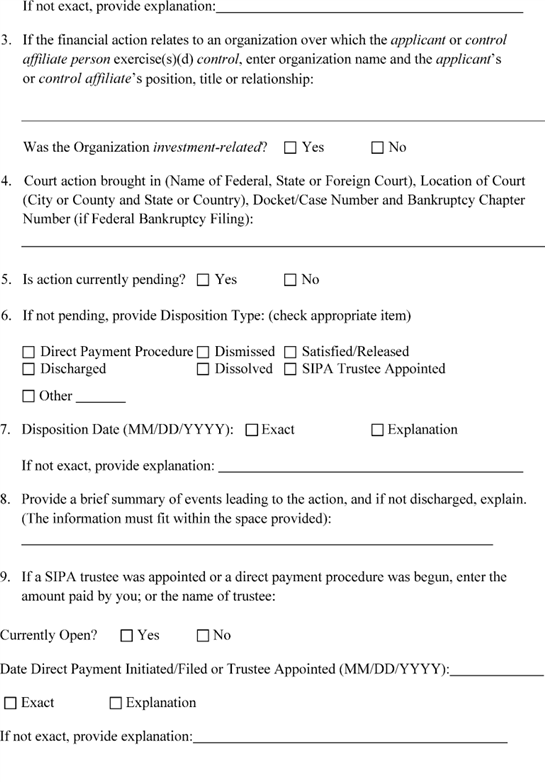 If not exact, provide explanation:
3. If the financial action relates to an organization over which the applicant or control
affiliate person exercise(s)(d) control, enter organization name and the applicant's
or control affiliate's position, title or relationship:
Was the Organization investment-related? ☐ Yes ☐ No
4. Court action brought in (Name of Federal, State or Foreign Court), Location of Court
(City or County and State or Country), Docket/Case Number and Bankruptcy Chapter
Number (if Federal Bankruptcy Filing):
5. Is action currently pending? ☐ Yes ☐ No
6. If not pending, provide Disposition Type: (check appropriate item)
☐ Direct Payment Procedure ☐ Dismissed ☐ Satisfied/Released
☐ Discharged ☐ Dissolved ☐ SIPA Trustee Appointed
☐ Other
7. Disposition Date (MM/DD/YYYY): ☐ Exact ☐ Explanation
If not exact, provide explanation:
8. Provide a brief summary of events leading to the action, and if not discharged, explain.
(The information must fit within the space provided):
9. If a SIPA trustee was appointed or a direct payment procedure was begun, enter the
amount paid by you; or the name of trustee:
Currently Open? ☐ Yes ☐ No
Date Direct Payment Initiated/Filed or Trustee Appointed (MM/DD/YYYY):
☐ Exact ☐ Explanation
If not exact, provide explanation: